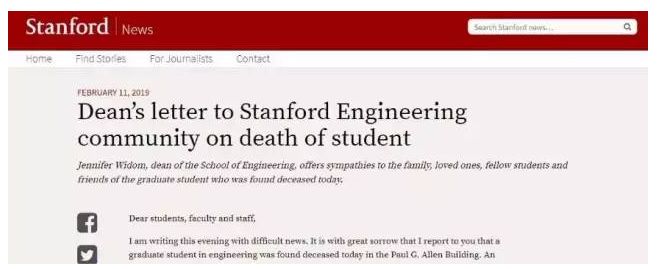 Stanford News
Search Stanford news...
Home Find Stories For Journalists Contact
FEBRUARY 11, 2019
Dean's letter to Stanford Engineering
community on death of student
Jennifer Widom, dean of the School of Engineering, offers sympathies to the family, loved ones, fellow students and
friends of the graduate student who was found deceased today.
Dear students, faculty and staff,
I am writing this evening with difficult news. It is with great sorrow that I report to you that a
graduate student in engineering was found deceased today in the Paul G. Allen Building. An